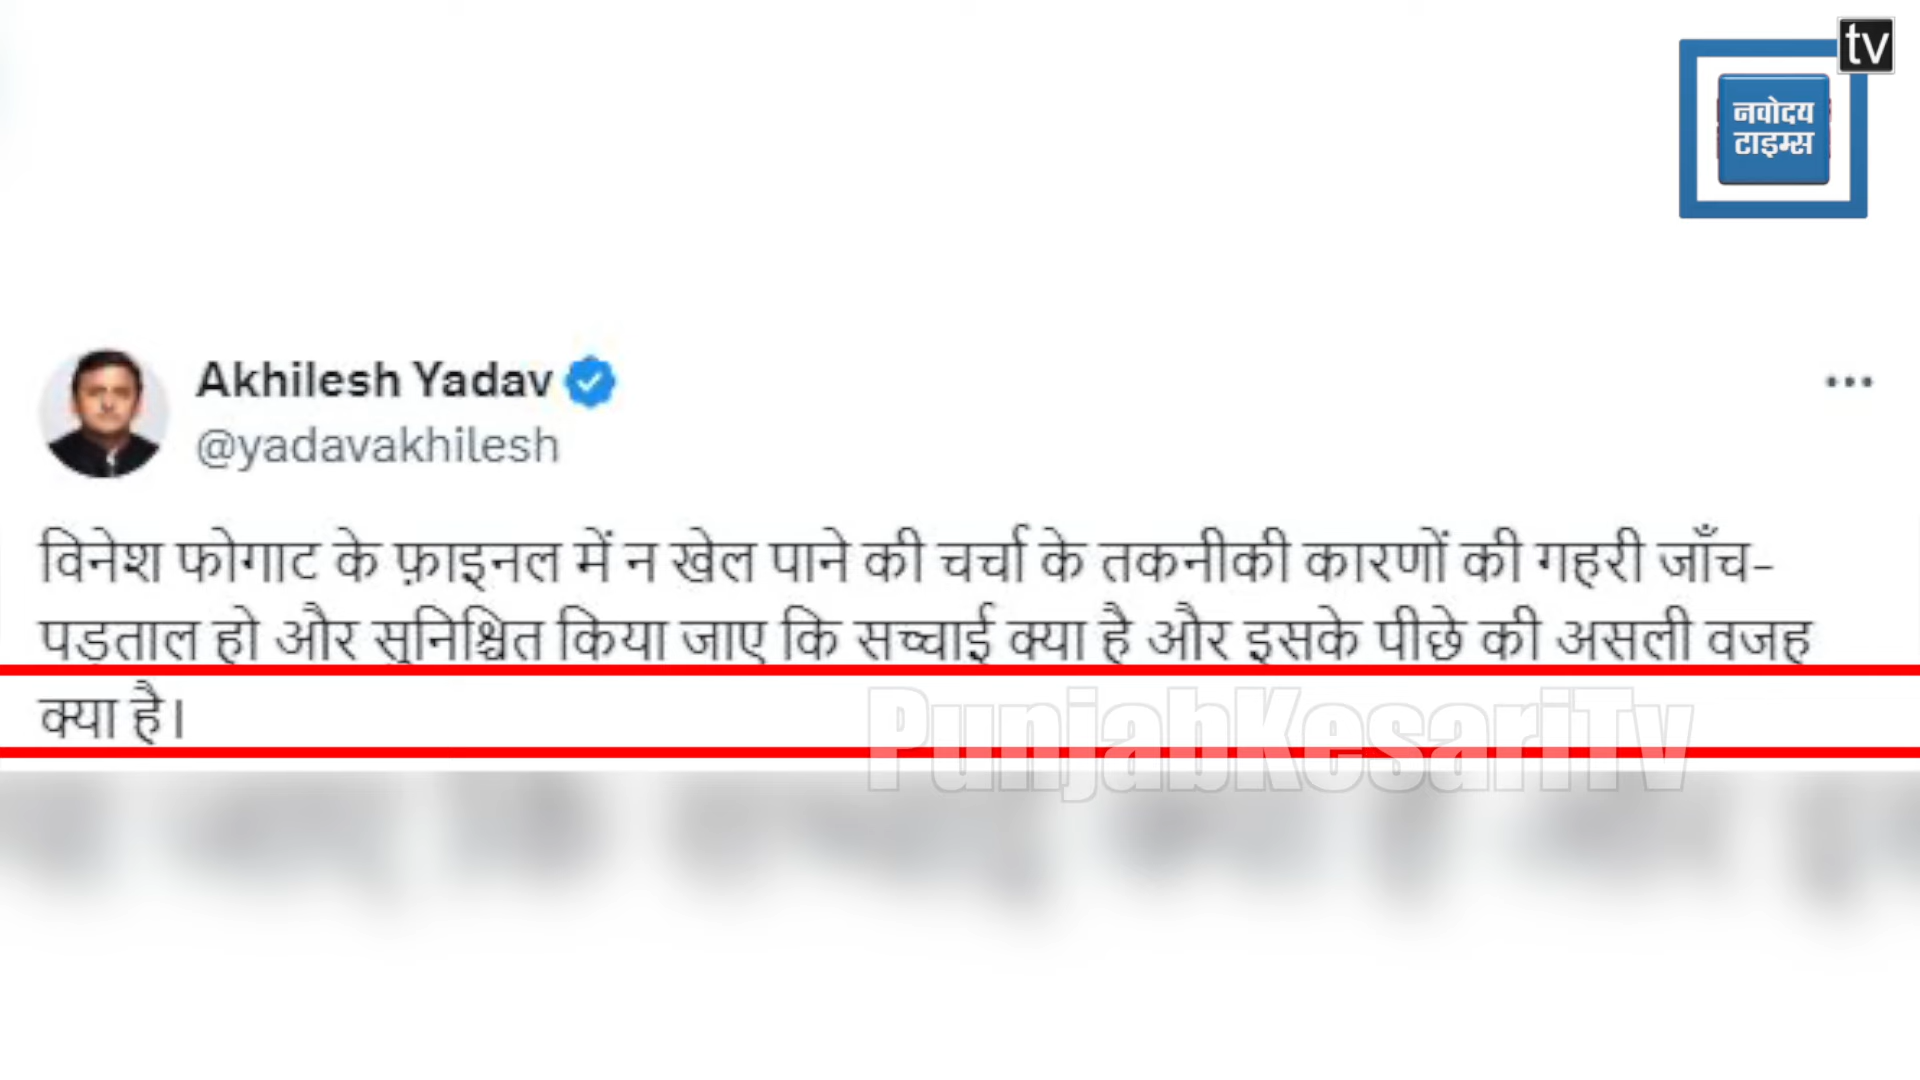 tv
नवोदय
टाइम्स
Akhilesh Yadav
@yadavakhilesh
विनेश फोगाट के फ़ाइनल में न खेल पाने की चर्चा के तकनीकी कारणों की गहरी जाँच-
पड़ताल हो और सुनिश्चित किया जाए कि सच्चाई क्या है और इसके पीछे की असली वजह
क्या है।
PunjabKesariTv